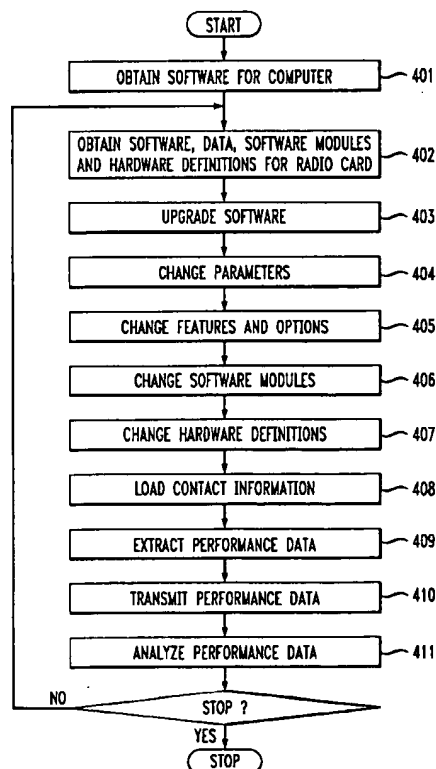 START
OBTAIN SOFTWARE FOR COMPUTER 401
OBTAIN SOFTWARE, DATA, SOFTWARE MODULES
AND HARDWARE DEFINITIONS FOR RADIO CARD 402
UPGRADE SOFTWARE 403
CHANGE PARAMETERS 404
CHANGE FEATURES AND OPTIONS 405
CHANGE SOFTWARE MODULES 406
CHANGE HARDWARE DEFINITIONS 407
LOAD CONTACT INFORMATION 408
EXTRACT PERFORMANCE DATA 409
TRANSMIT PERFORMANCE DATA 410
ANALYZE PERFORMANCE DATA 411
NO
STOP ?
YES
STOP